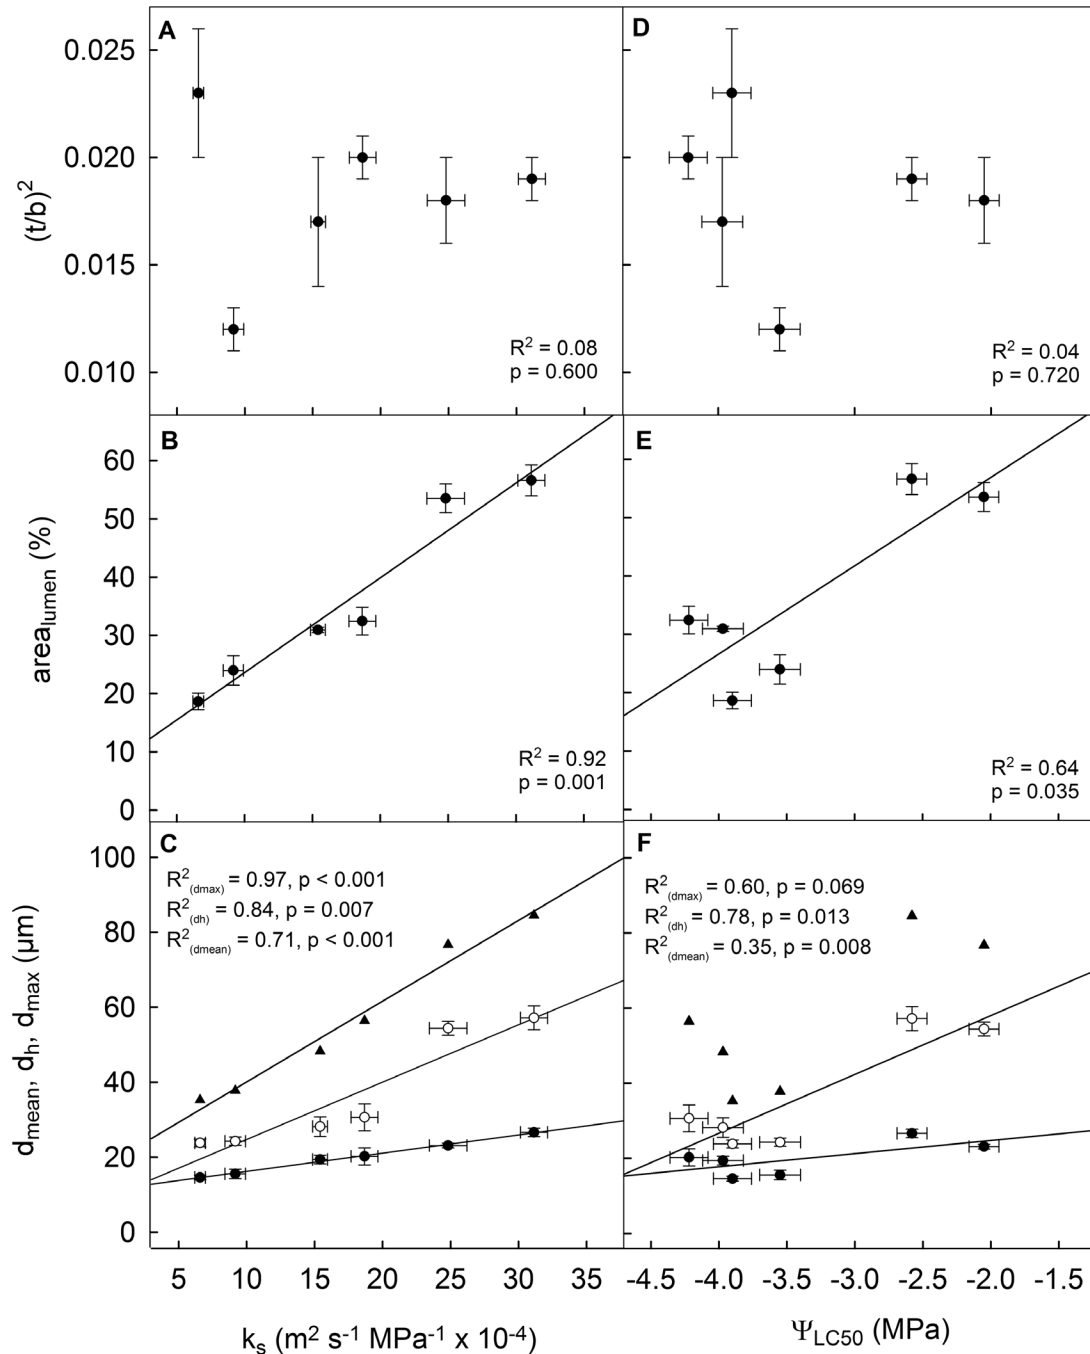 A
D
0.025
0.020
0.015
0.010
(t/b)²
R² = 0.08
p = 0.600
R² = 0.04
p = 0.720
B
E
60
50
40
30
20
10
0
area_lumen (%)
R² = 0.92
p = 0.001
R² = 0.64
p = 0.035
C
F
100
80
60
40
20
0
d_mean, d_h, d_max (µm)
R²(dmax) = 0.97, p < 0.001
R²(dh) = 0.84, p = 0.007
R²(dmean) = 0.71, p < 0.001
R²(dmax) = 0.60, p = 0.069
R²(dh) = 0.78, p = 0.013
R²(dmean) = 0.35, p = 0.008
5 10 15 20 25 30 35
-4.5 -4.0 -3.5 -3.0 -2.5 -2.0 -1.5
k_s (m² s⁻¹ MPa⁻¹ x 10⁻⁴)
Ψ_LC50 (MPa)